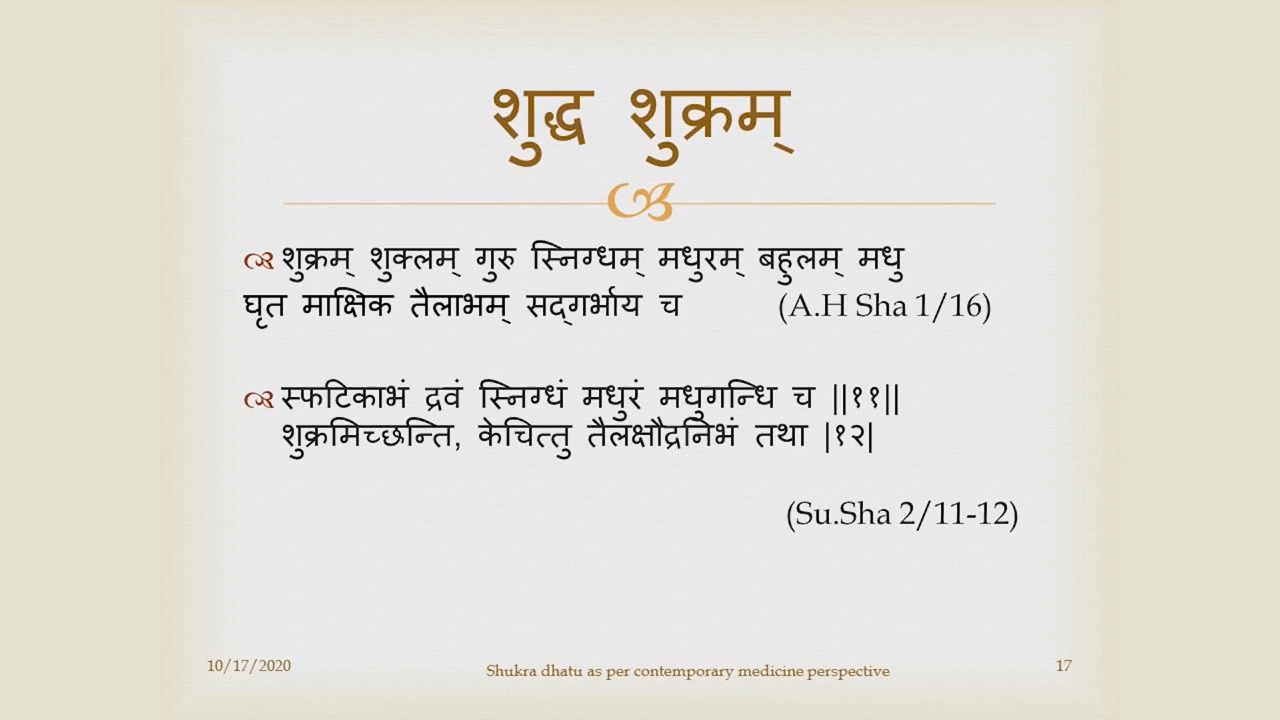 शुद्ध शुक्रम्
शुक्रम् शुक्लम् गुरु स्निग्धम् मधुरम् बहुलम् मधु
घृत माक्षिक तैलाभम् सद्गर्भाय च (A.H Sha 1/16)
स्फटिकाभं द्रवं स्निग्धं मधुरं मधुगन्धि च ||११||
शुक्रमिच्छन्ति, केचित्तु तैलक्षौद्रनिभं तथा |१२|
(Su.Sha 2/11-12)
10/17/2020 Shukra dhatu as per contemporary medicine perspective 17